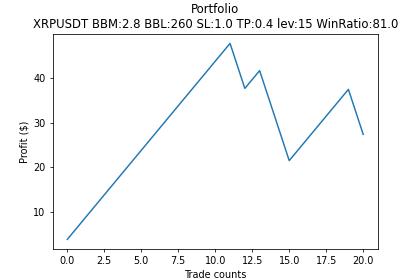 Portfolio
XRPUSDT BBM:2.8 BBL:260 SL:1.0 TP:0.4 lev:15 WinRatio:81.0
Profit ($)
40
30
20
10
0.0 2.5 5.0 7.5 10.0 12.5 15.0 17.5 20.0
Trade counts